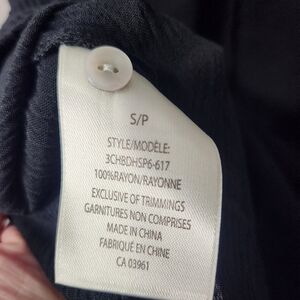 S/P
STYLE/MODÈLE:
3CHBDHSP6-617
100%RAYON/RAYONNE
EXCLUSIVE OF TRIMMINGS
GARNITURES NON COMPRISES
MADE IN CHINA
FABRIQUÉ EN CHINE
CA 03961